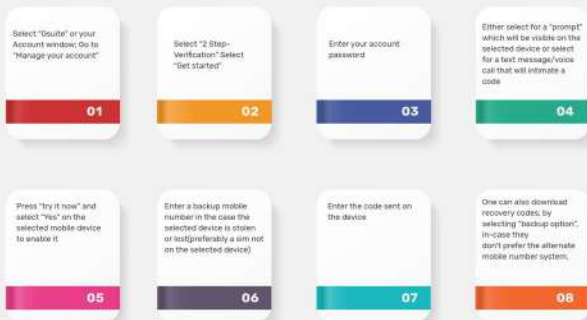 Select "Gsuite" or your
Account window; Go to
"Manage your account"
01
Select "2 Step-
Verification".Select
"Get started"
02
Enter your account
password
03
Either select for a "prompt"
which will be visible on the
selected device or select
for a text message/voice
call that will intimate a
code
04
Press "try it now" and
select "Yes" on the
selected mobile device
to enable it
05
Enter a backup mobile
number in the case the
selected device is stolen
or lost(preferably a sim not
on the selected device)
06
Enter the code sent on
the device
07
One can also download
recovery codes, by
selecting "backup option",
in-case they
don't prefer the alternate
mobile number system.
08